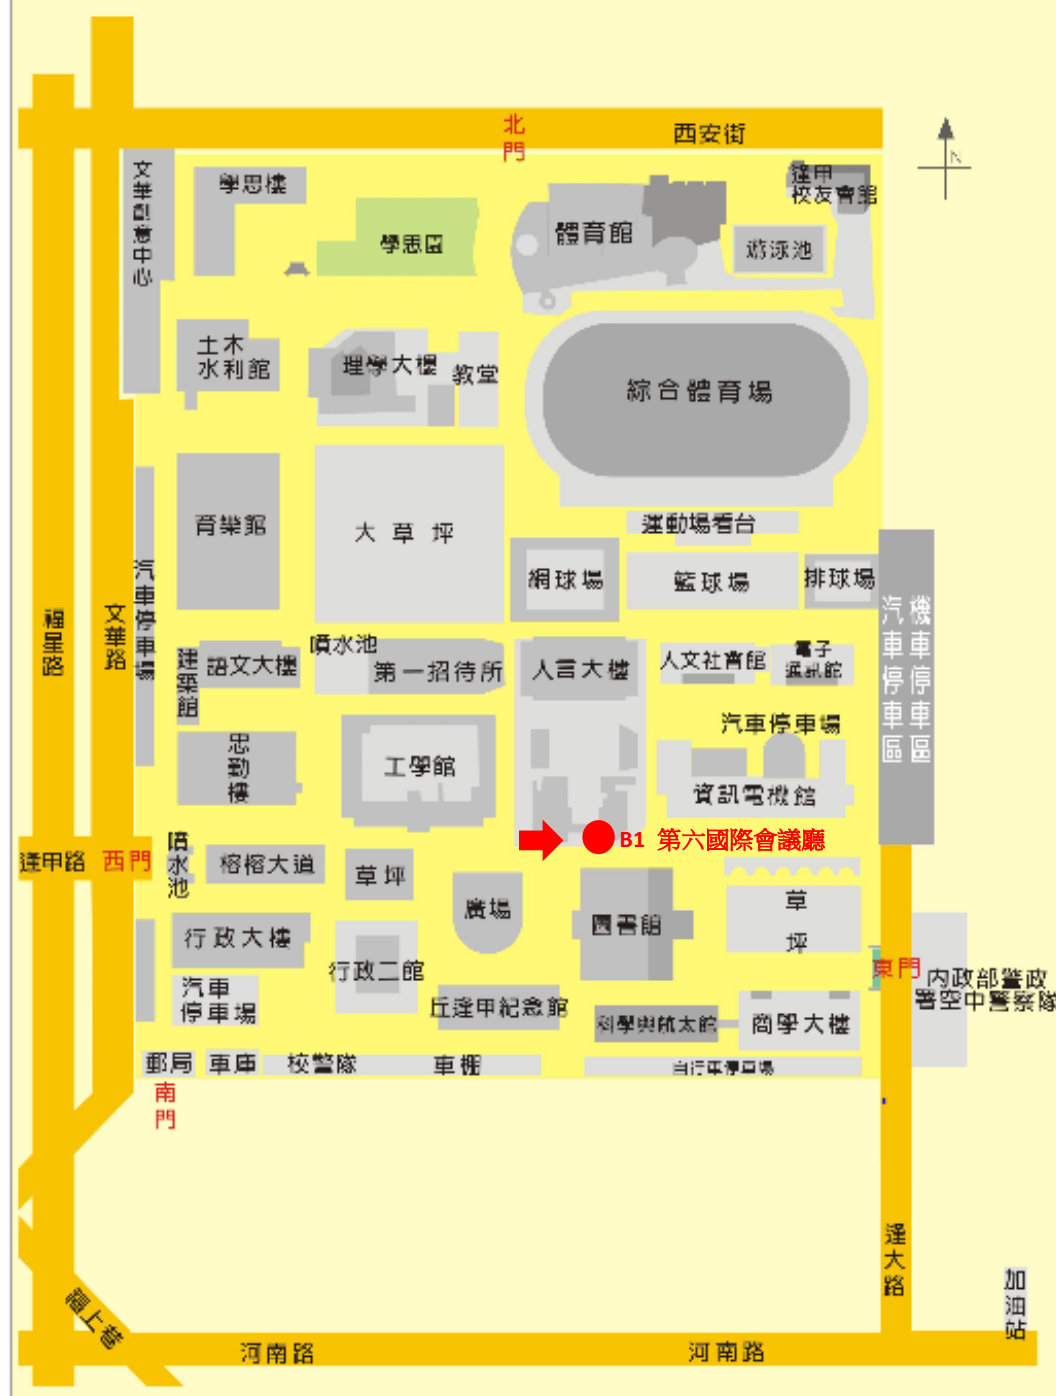 北門
西安街
N
文華創意中心
學思樓
學思園
體育館
逢甲
校友會館
游泳池
土木
水利館
理學大樓
教堂
綜合體育場
育樂館
大草坪
運動場看台
網球場
籃球場
排球場
汽車停車場
福星路
文華路
機車停車區
汽車停車區
建築館
語文大樓
噴水池
第一招待所
人言大樓
人文社會館
電子
通訊館
忠勤樓
工學館
汽車停車場
資訊電機館
B1 第六國際會議廳
逢甲路
西門
噴水池
榕榕大道
草坪
廣場
圖書館
草坪
行政大樓
行政二館
東門
內政部警政
署空中警察隊
汽車
停車場
丘逢甲紀念館
科學與航太館
商學大樓
郵局
車庫
校警隊
車棚
自行車停車場
南門
逢大路
加油站
福上巷
河南路
河南路